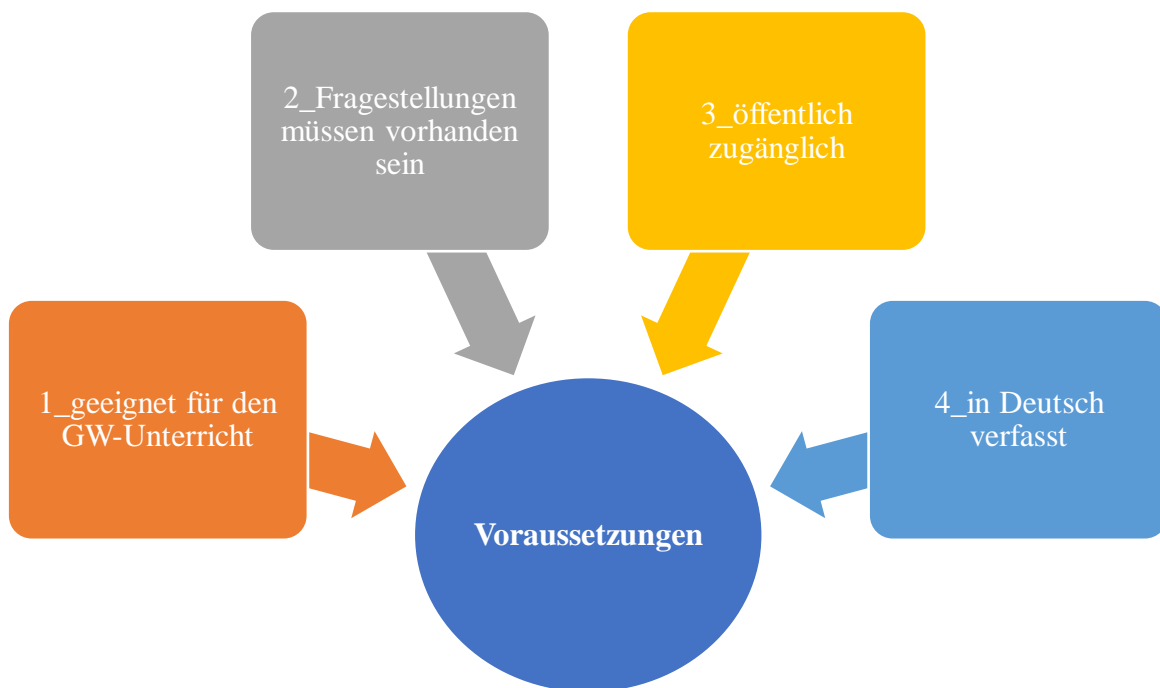 1_geeignet für den
GW-Unterricht
2_Fragestellungen
müssen vorhanden
sein
3_öffentlich
zugänglich
4_in Deutsch
verfasst
Voraussetzungen